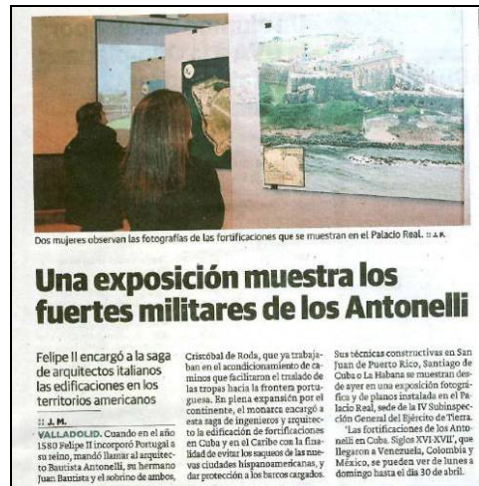 Dos mujeres observan las fotografías de las fortificaciones que se muestran en el Palacio Real. :: J. M.
Una exposición muestra los
fuertes militares de los Antonelli
Felipe II encargó a la saga
de arquitectos italianos
las edificaciones en los
territorios americanos
:: J. M.
VALLADOLID. Cuando en el año
1580 Felipe II incorporó Portugal a
su reino, mandó llamar al arquitec-
to Bautista Antonelli, su hermano
Juan Bautista y el sobrino de ambos,
Cristóbal de Roda, que ya trabaja-
ban en el acondicionamiento de ca-
minos que facilitaron el traslado de
las tropas hacia la frontera portu-
guesa. En plena expansión por el
continente, el monarca encargó a
esta saga de ingenieros y arquitec-
to la edificación de fortificaciones
en Cuba y en el Caribe con la fina-
lidad de evitar los saqueos de las nue-
vas ciudades hispanoamericanas, y
dar protección a los barcos cargados.
Sus técnicas constructivas en San
Juan de Puerto Rico, Santiago de
Cuba o La Habana se muestran des-
de ayer en una exposición fotográ-
fica y de planos instalada en el Pa-
lacio Real, sede de la IV Subinspec-
ción General del Ejército de Tierra.
'Las fortificaciones de los Anto-
nelli en Cuba. Siglos XVI-XVII', que
llegaron a Venezuela, Colombia y
México, se pueden ver de lunes a
domingo hasta el día 30 de abril.